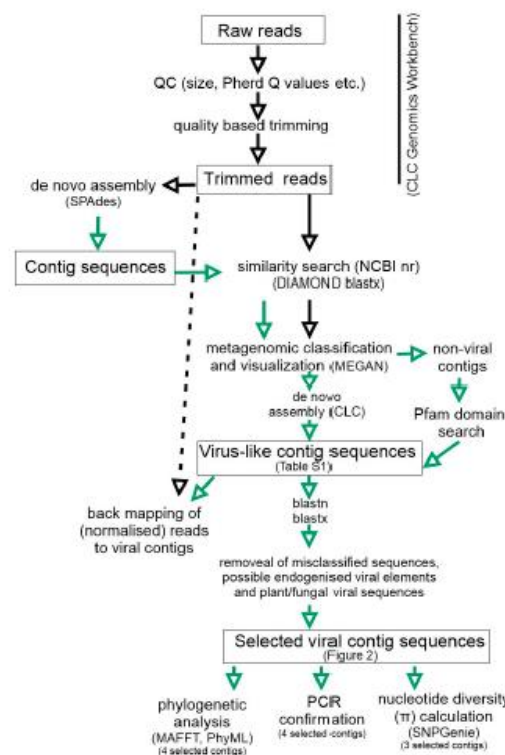 Raw reads
QC (size, Pherd Q values etc.)
quality based trimming
(CLC Genomics Workbench)
Trimmed reads
de novo assembly
(SPAdes)
Contig sequences
similarity search (NCBI nr)
(DIAMOND blastx)
metagenomic classification
and visualization (MEGAN)
non-viral
contigs
de novo
assembly (CLC)
Pfam domain
search
Virus-like contig sequences
(Table S1)
back mapping of
(normalised) reads
to viral contigs
blastn
blastx
removal of misclassified sequences,
possible endogenised viral elements
and plant/fungal viral sequences
Selected viral contig sequences
(Figure 2)
phylogenetic
analysis
(MAFFT, PhyML)
(4 selected contigs)
PCR
confirmation
(4 selected contigs)
nucleotide diversity
(π) calculation
(SNPGenie)
(3 selected contigs)